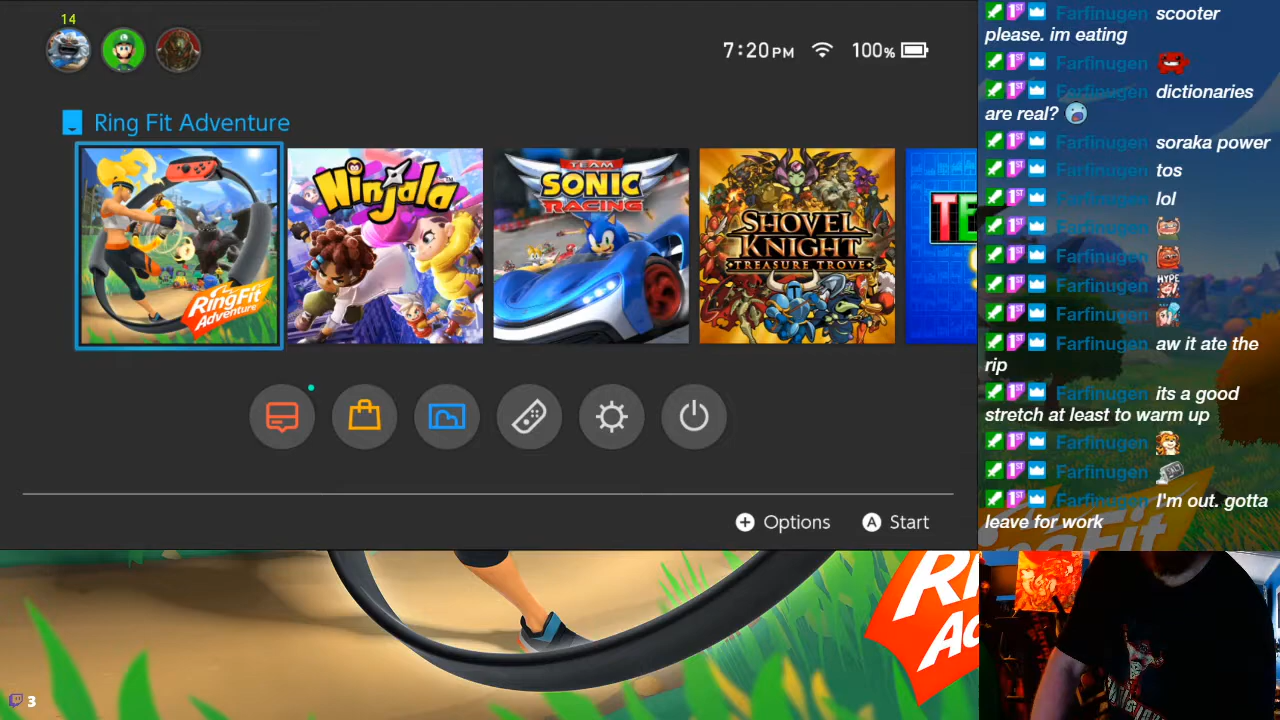 14
7:20PM 100%
Ring Fit Adventure
RingFit
Adventure
Ninjala
TEAM
SONIC
RACING
SHOVEL
KNIGHT
TREASURE TROVE
TE
+ Options A Start
3
Farfinugen scooter
please. im eating
Farfinugen
Farfinugen dictionaries
are real?
Farfinugen soraka power
Farfinugen tos
Farfinugen lol
Farfinugen
Farfinugen
Farfinugen HYPE
Farfinugen
Farfinugen aw it ate the
rip
Farfinugen its a good
stretch at least to warm up
Farfinugen
Farfinugen
Farfinugen I'm out. gotta
leave for work